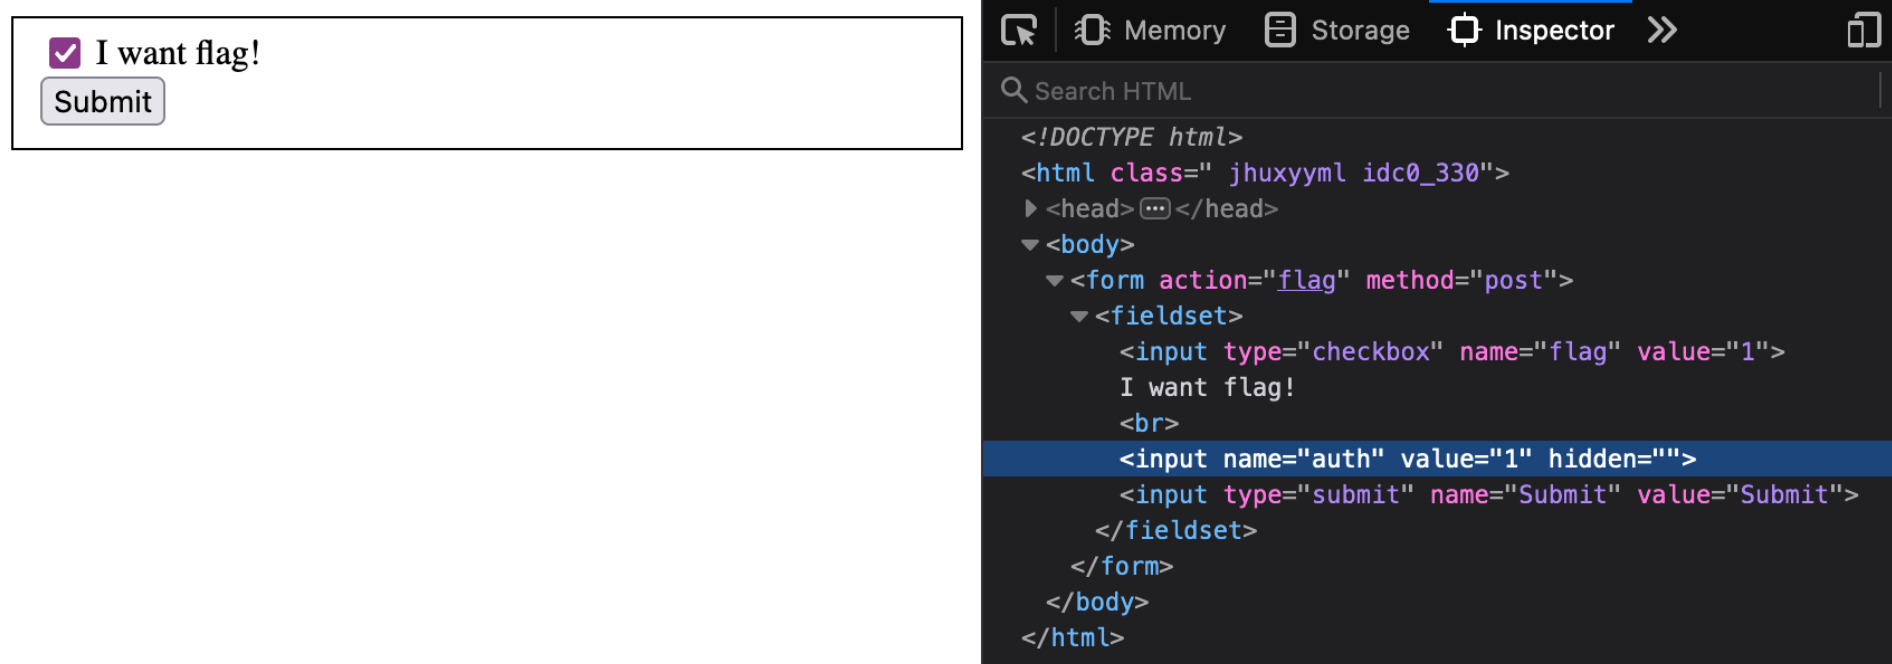 I want flag!
Submit
Memory Storage Inspector
Search HTML
<!DOCTYPE html>
<html class=" jhuxyyml idc0_330">
<head>•••</head>
<body>
<form action="flag" method="post">
<fieldset>
<input type="checkbox" name="flag" value="1">
I want flag!
<br>
<input name="auth" value="1" hidden="">
<input type="submit" name="Submit" value="Submit">
</fieldset>
</form>
</body>
</html>